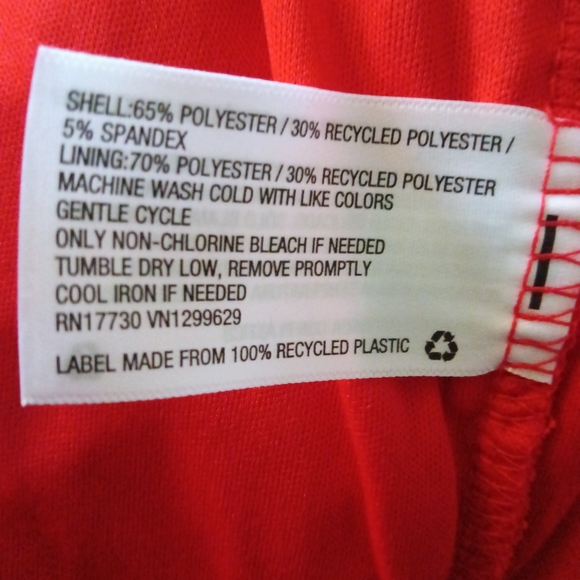 SHELL:65% POLYESTER / 30% RECYCLED POLYESTER /
5% SPANDEX
LINING:70% POLYESTER / 30% RECYCLED POLYESTER
MACHINE WASH COLD WITH LIKE COLORS
GENTLE CYCLE
ONLY NON-CHLORINE BLEACH IF NEEDED
TUMBLE DRY LOW, REMOVE PROMPTLY
COOL IRON IF NEEDED
RN17730 VN1299629
LABEL MADE FROM 100% RECYCLED PLASTIC